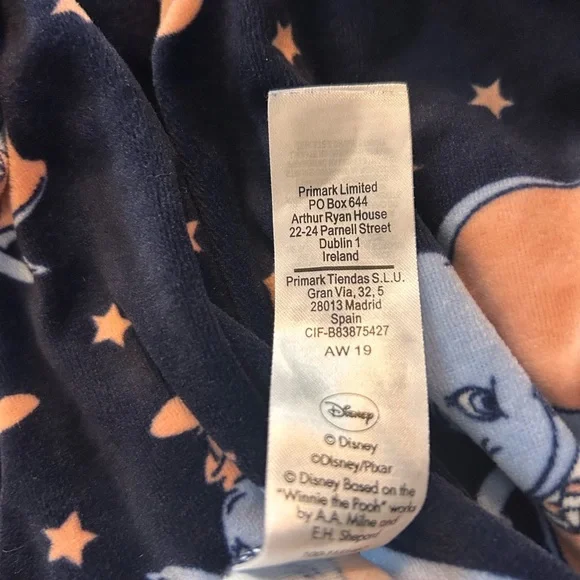 Primark Limited
PO Box 644
Arthur Ryan House
22-24 Parnell Street
Dublin 1
Ireland
Primark Tiendas S.L.U.
Gran Via, 32, 5
28013 Madrid
Spain
CIF-B83875427
AW 19
Disney
© Disney
©Disney/Pixar
© Disney Based on the
"Winnie the Pooh" works
by A.A. Milne and
E.H. Shepard